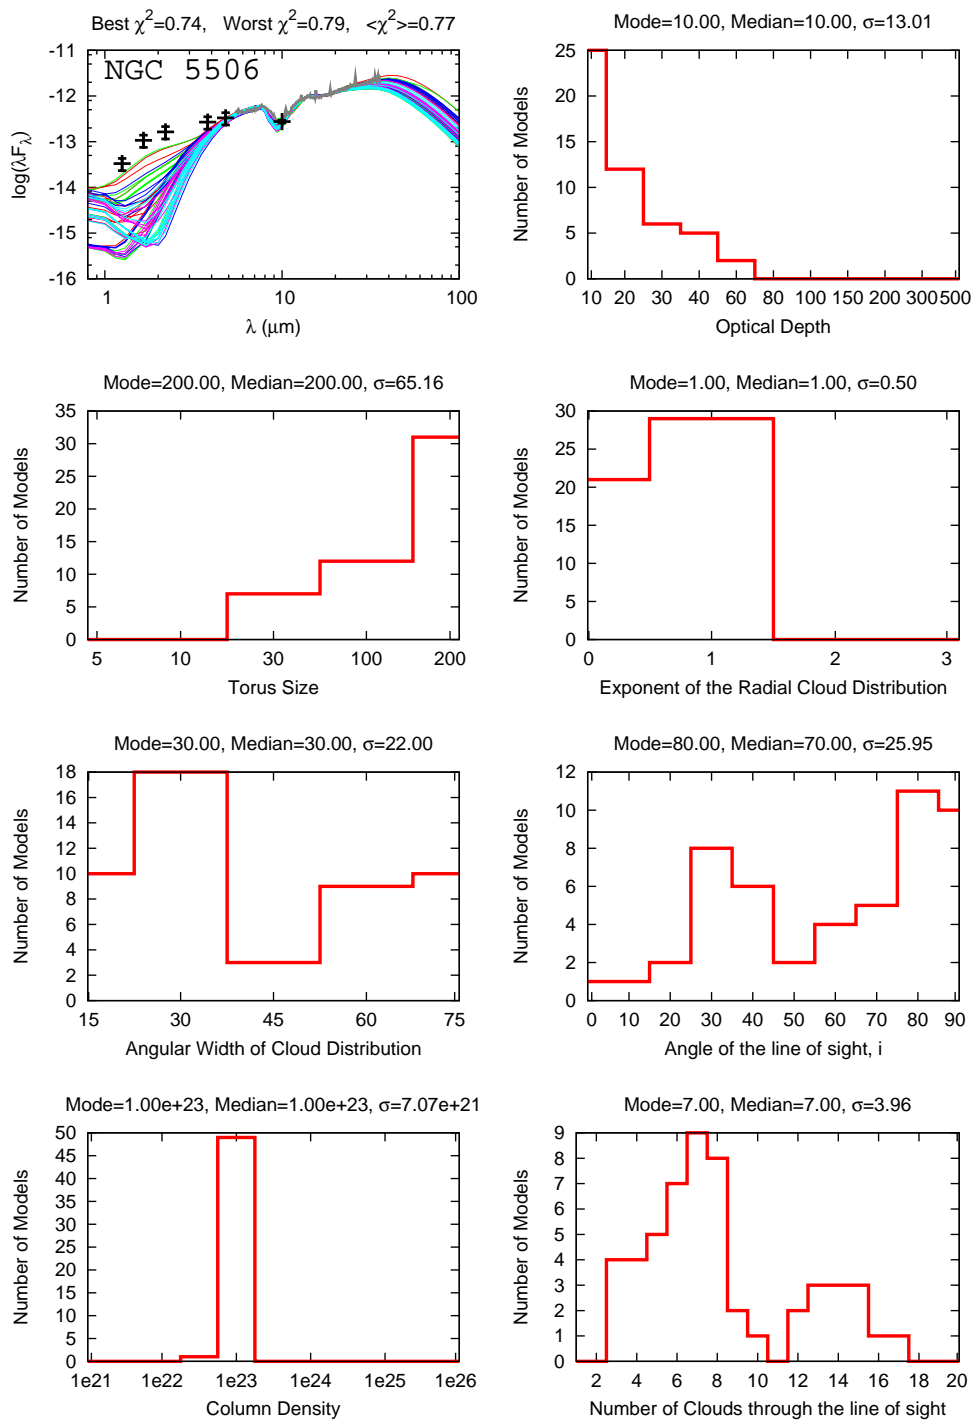 Best χ²=0.74, Worst χ²=0.79, <χ²>=0.77
NGC 5506
log(λFλ)
-11
-12
-13
-14
-15
-16
1 10 100
λ (μm)
Mode=10.00, Median=10.00, σ=13.01
Number of Models
25
20
15
10
5
0
10 20 30 40 60 80 100 150 200 300 500
Optical Depth
Mode=200.00, Median=200.00, σ=65.16
Number of Models
35
30
25
20
15
10
5
0
5 10 30 100 200
Torus Size
Mode=1.00, Median=1.00, σ=0.50
Number of Models
30
25
20
15
10
5
0
0 1 2 3
Exponent of the Radial Cloud Distribution
Mode=30.00, Median=30.00, σ=22.00
Number of Models
18
16
14
12
10
8
6
4
2
0
15 30 45 60 75
Angular Width of Cloud Distribution
Mode=80.00, Median=70.00, σ=25.95
Number of Models
12
10
8
6
4
2
0
0 10 20 30 40 50 60 70 80 90
Angle of the line of sight, i
Mode=1.00e+23, Median=1.00e+23, σ=7.07e+21
Number of Models
50
45
40
35
30
25
20
15
10
5
0
1e21 1e22 1e23 1e24 1e25 1e26
Column Density
Mode=7.00, Median=7.00, σ=3.96
Number of Models
9
8
7
6
5
4
3
2
1
0
2 4 6 8 10 12 14 16 18 20
Number of Clouds through the line of sight